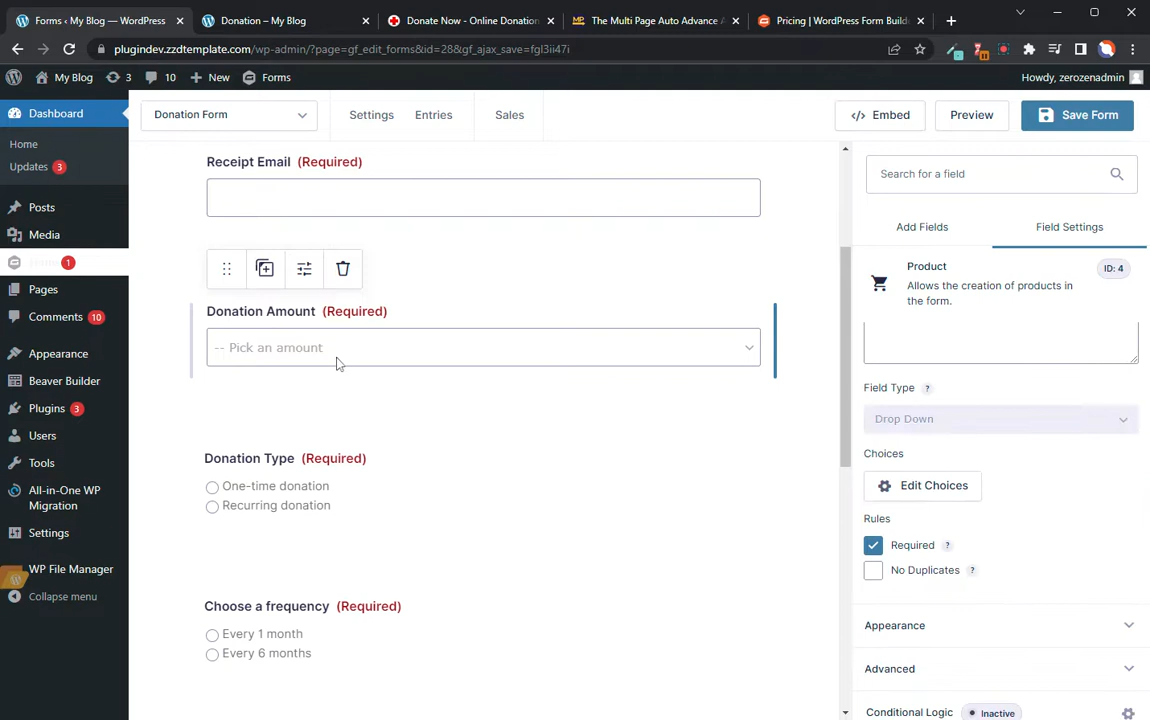 Forms ‹ My Blog — WordPress
Donation – My Blog
Donate Now - Online Donation
The Multi Page Auto Advance
Pricing | WordPress Form Builde
plugindev.zzdtemplate.com/wp-admin/?page=gf_edit_forms&id=28&gf_ajax_save=fgl3ii47i
My Blog
3
10
New
Forms
Howdy, zerozenadmin
Dashboard
Home
Updates 3
Posts
Media
1
Pages
Comments 10
Appearance
Beaver Builder
Plugins 3
Users
Tools
All-in-One WP
Migration
Settings
WP File Manager
Collapse menu
Donation Form
Settings
Entries
Sales
Embed
Preview
Save Form
Receipt Email (Required)
Donation Amount (Required)
-- Pick an amount
Donation Type (Required)
One-time donation
Recurring donation
Choose a frequency (Required)
Every 1 month
Every 6 months
Search for a field
Add Fields
Field Settings
Product
ID: 4
Allows the creation of products in
the form.
Field Type ?
Drop Down
Choices
Edit Choices
Rules
Required ?
No Duplicates ?
Appearance
Advanced
Conditional Logic Inactive